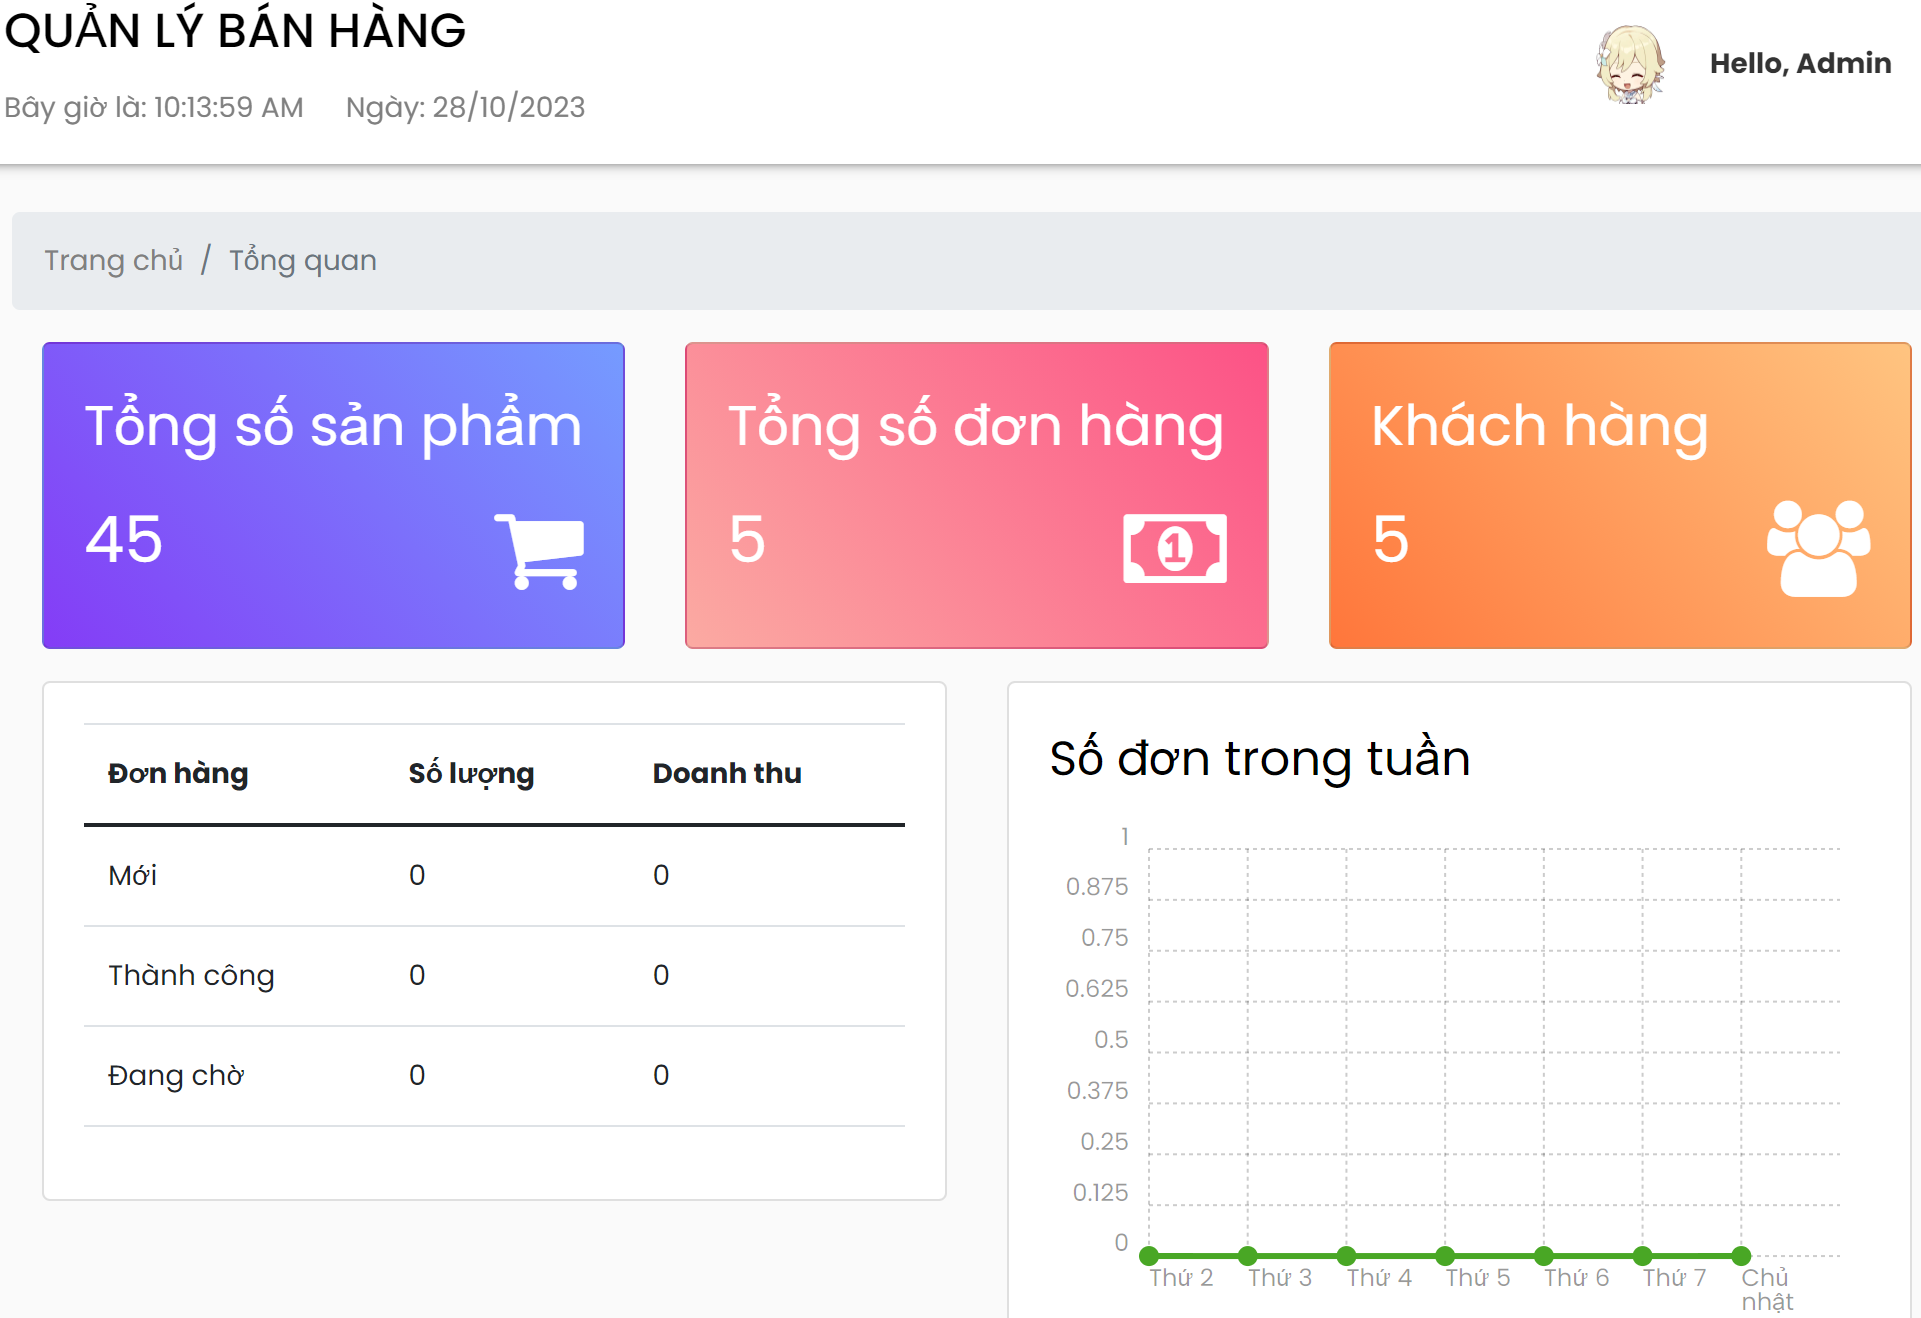 QUẢN LÝ BÁN HÀNG
Hello, Admin
Bây giờ là: 10:13:59 AM Ngày: 28/10/2023
Trang chủ / Tổng quan
Tổng số sản phẩm
45
Tổng số đơn hàng
5
1
Khách hàng
5
Đơn hàng Số lượng Doanh thu
Mới 0 0
Thành công 0 0
Đang chờ 0 0
Số đơn trong tuần
1
0.875
0.75
0.625
0.5
0.375
0.25
0.125
0
Thứ 2 Thứ 3 Thứ 4 Thứ 5 Thứ 6 Thứ 7 Chủ
nhật